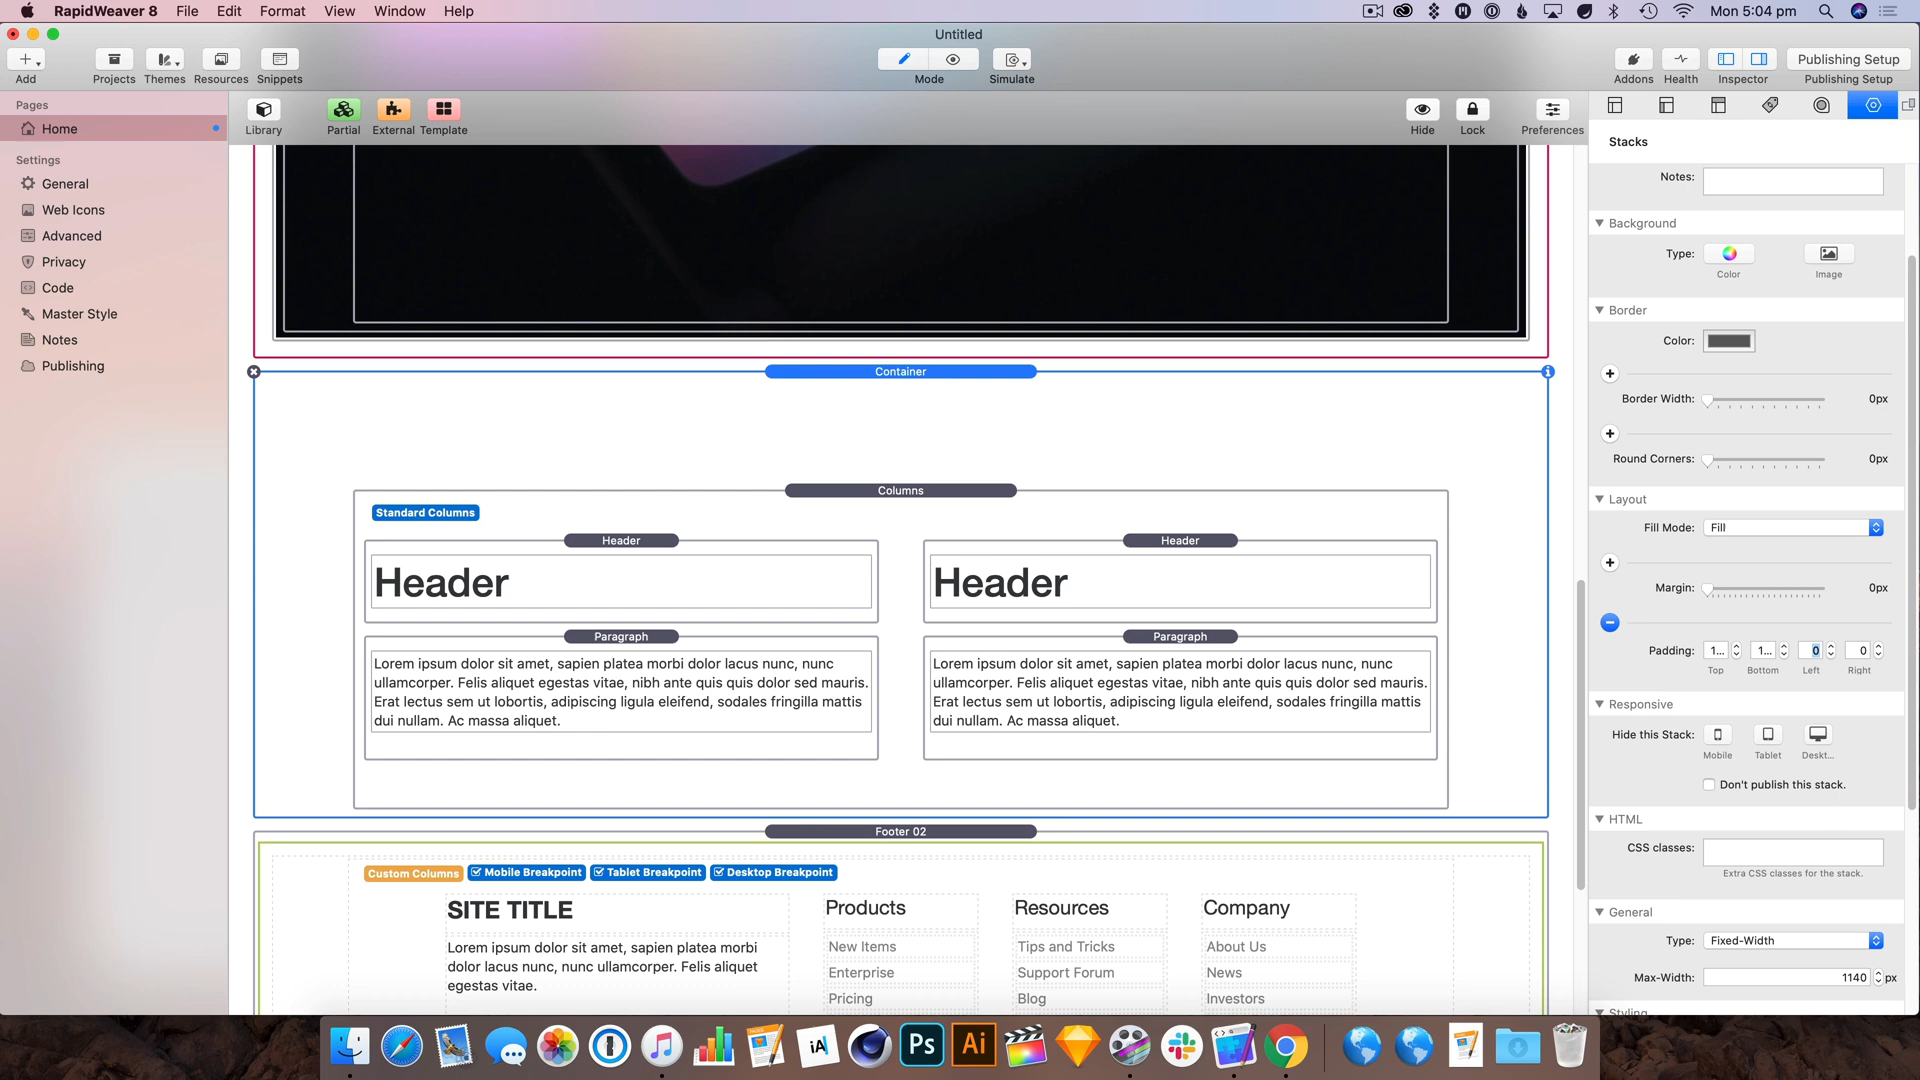 RapidWeaver 8 File Edit Format View Window Help
Mon 5:04 pm
Untitled
Add Projects Themes Resources Snippets
Mode Simulate
Addons Health Inspector Publishing Setup
Publishing Setup
Pages
Home
Settings
General
Web Icons
Advanced
Privacy
Code
Master Style
Notes
Publishing
Library Partial External Template
Hide Lock Preferences
Container
Columns
Standard Columns
Header
Header
Header
Header
Paragraph
Paragraph
Lorem ipsum dolor sit amet, sapien platea morbi dolor lacus nunc, nunc
ullamcorper. Felis aliquet egestas vitae, nibh ante quis quis dolor sed mauris.
Erat lectus sem ut lobortis, adipiscing ligula eleifend, sodales fringilla mattis
dui nullam. Ac massa aliquet.
Lorem ipsum dolor sit amet, sapien platea morbi dolor lacus nunc, nunc
ullamcorper. Felis aliquet egestas vitae, nibh ante quis quis dolor sed mauris.
Erat lectus sem ut lobortis, adipiscing ligula eleifend, sodales fringilla mattis
dui nullam. Ac massa aliquet.
Footer 02
Custom Columns Mobile Breakpoint Tablet Breakpoint Desktop Breakpoint
SITE TITLE
Lorem ipsum dolor sit amet, sapien platea morbi
dolor lacus nunc, nunc ullamcorper. Felis aliquet
egestas vitae.
Products
New Items
Enterprise
Pricing
Resources
Tips and Tricks
Support Forum
Blog
Company
About Us
News
Investors
Stacks
Notes:
Background
Type:
Color Image
Border
Color:
Border Width: 0px
Round Corners: 0px
Layout
Fill Mode: Fill
Margin: 0px
Padding: 1... 1... 0 0
Top Bottom Left Right
Responsive
Hide this Stack:
Mobile Tablet Deskt...
Don't publish this stack.
HTML
CSS classes:
Extra CSS classes for the stack.
General
Type: Fixed-Width
Max-Width: 1140 px
Styling
iA Ps Ai